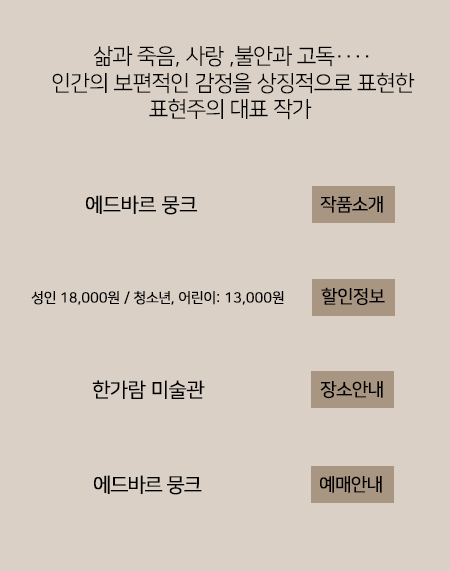 삶과 죽음, 사랑 ,불안과 고독‥‥
인간의 보편적인 감정을 상징적으로 표현한
표현주의 대표 작가
에드바르 뭉크
작품소개
성인 18,000원 / 청소년, 어린이: 13,000원
할인정보
한가람 미술관
장소안내
에드바르 뭉크
예매안내